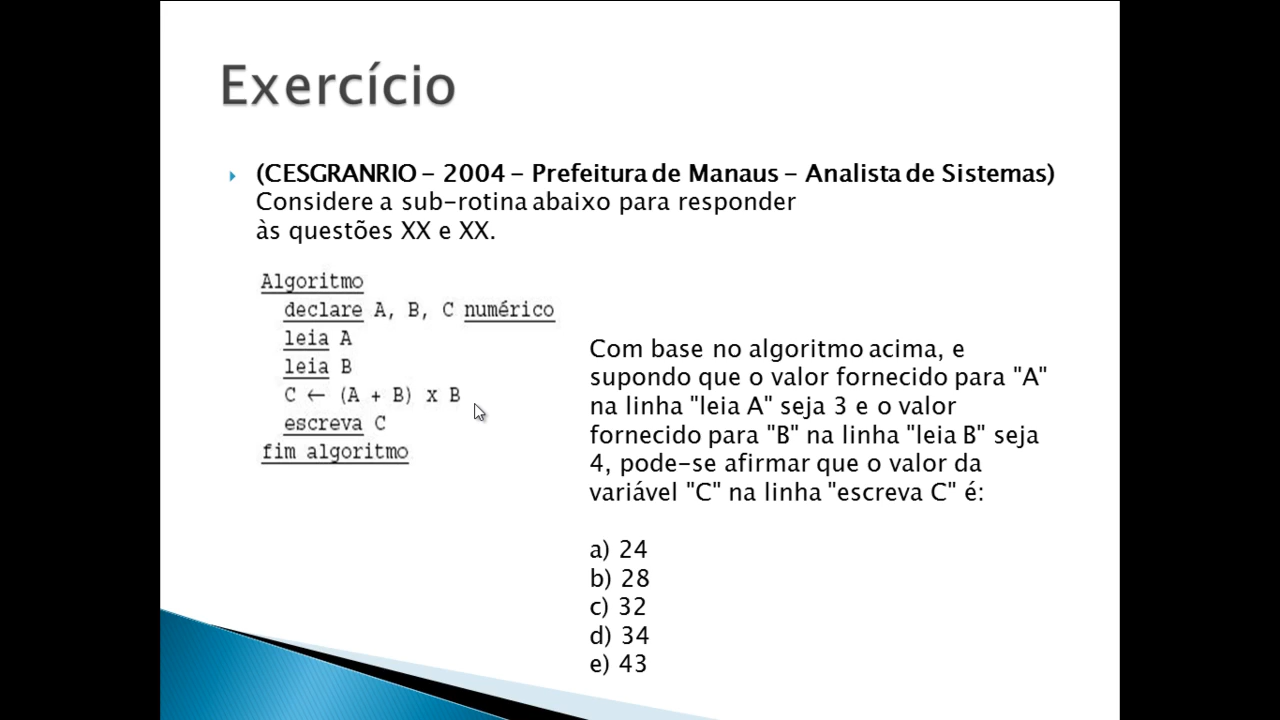 Exercício
(CESGRANRIO – 2004 – Prefeitura de Manaus – Analista de Sistemas)
Considere a sub-rotina abaixo para responder
às questões XX e XX.
Algoritmo
declare A, B, C numérico
leia A
leia B
C ← (A + B) x B
escreva C
fim algoritmo
Com base no algoritmo acima, e
supondo que o valor fornecido para "A"
na linha "leia A" seja 3 e o valor
fornecido para "B" na linha "leia B" seja
4, pode-se afirmar que o valor da
variável "C" na linha "escreva C" é:
a) 24
b) 28
c) 32
d) 34
e) 43